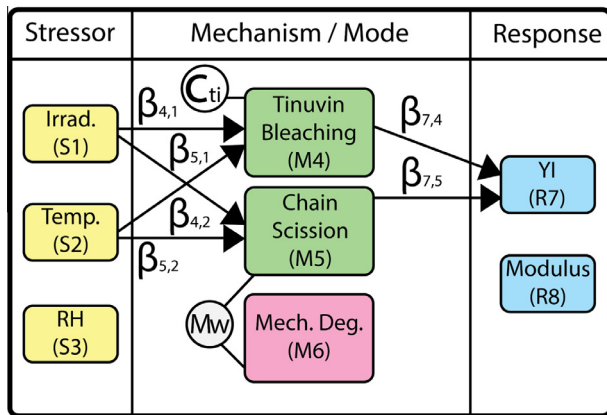 Stressor
Mechanism / Mode
Response
Cti
Irrad.
(S1)
β4,1
Tinuvin
Bleaching
(M4)
β7,4
β5,1
YI
(R7)
β7,5
Temp.
(S2)
β4,2
β5,2
Chain
Scission
(M5)
Modulus
(R8)
RH
(S3)
Mw
Mech. Deg.
(M6)